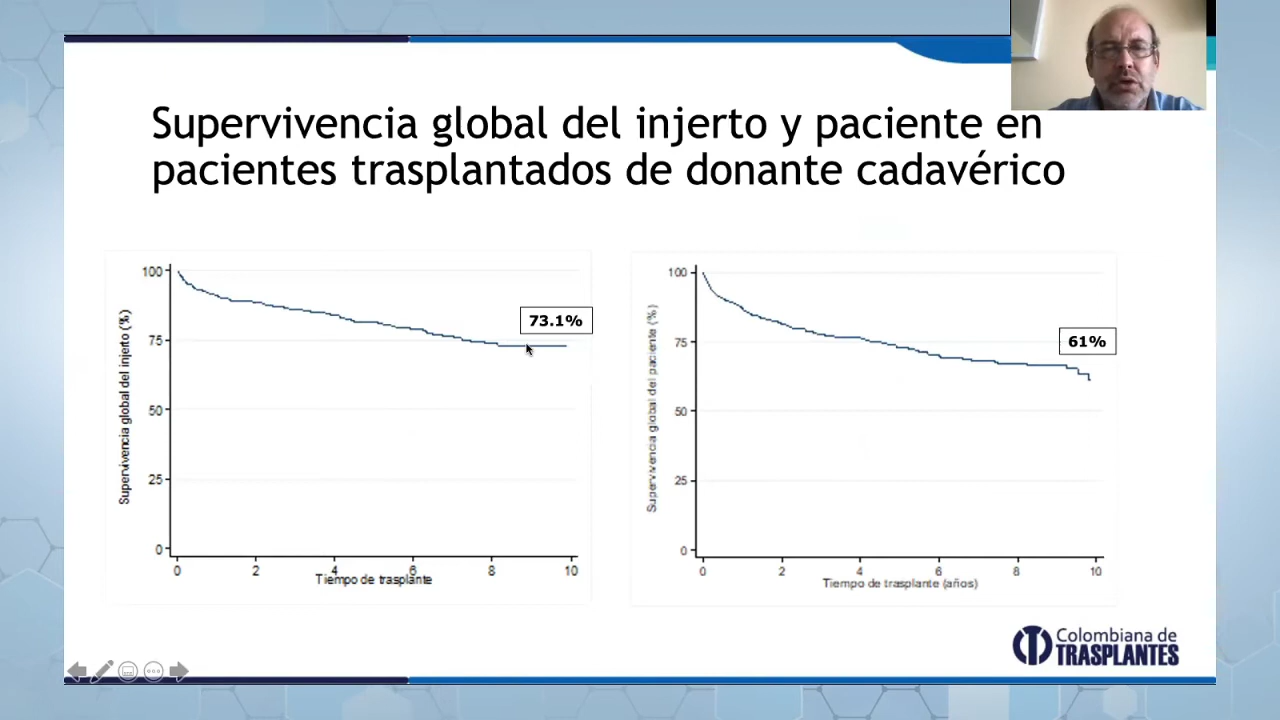 Supervivencia global del injerto y paciente en
pacientes trasplantados de donante cadavérico
Supervivencia global del injerto (%)
100
75
50
25
0
73.1%
0 2 4 6 8 10
Tiempo de trasplante
Supervivencia global del paciente (%)
100
75
50
25
0
61%
0 2 4 6 8 10
Tiempo de trasplante (años)
Colombiana de
TRASPLANTES